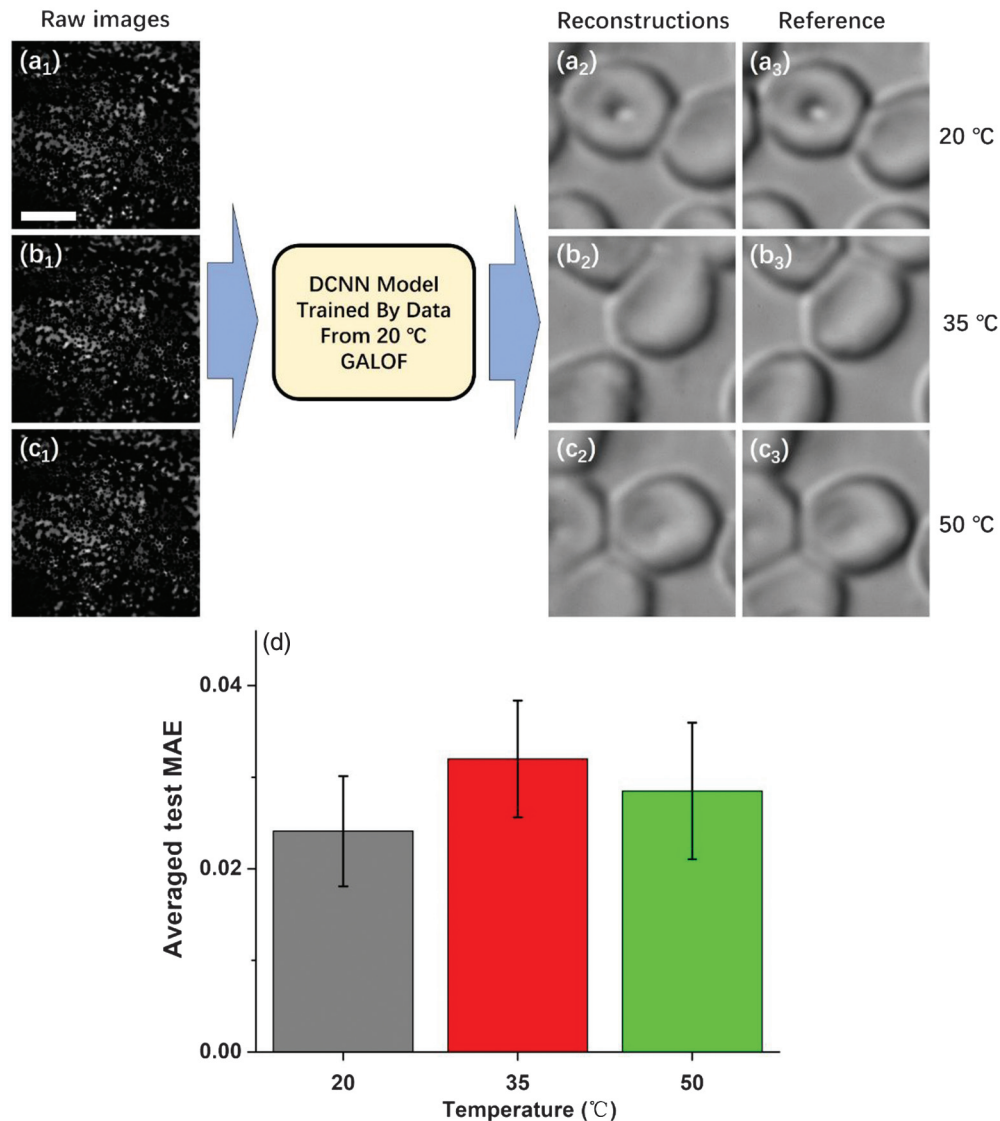 Raw images
Reconstructions
Reference
(a₁)
(a₂)
(a₃)
20 ℃
(b₁)
(b₂)
(b₃)
35 ℃
DCNN Model
Trained By Data
From 20 ℃
GALOF
(c₁)
(c₂)
(c₃)
50 ℃
(d)
Averaged test MAE
0.04
0.02
0.00
20
35
50
Temperature (℃)